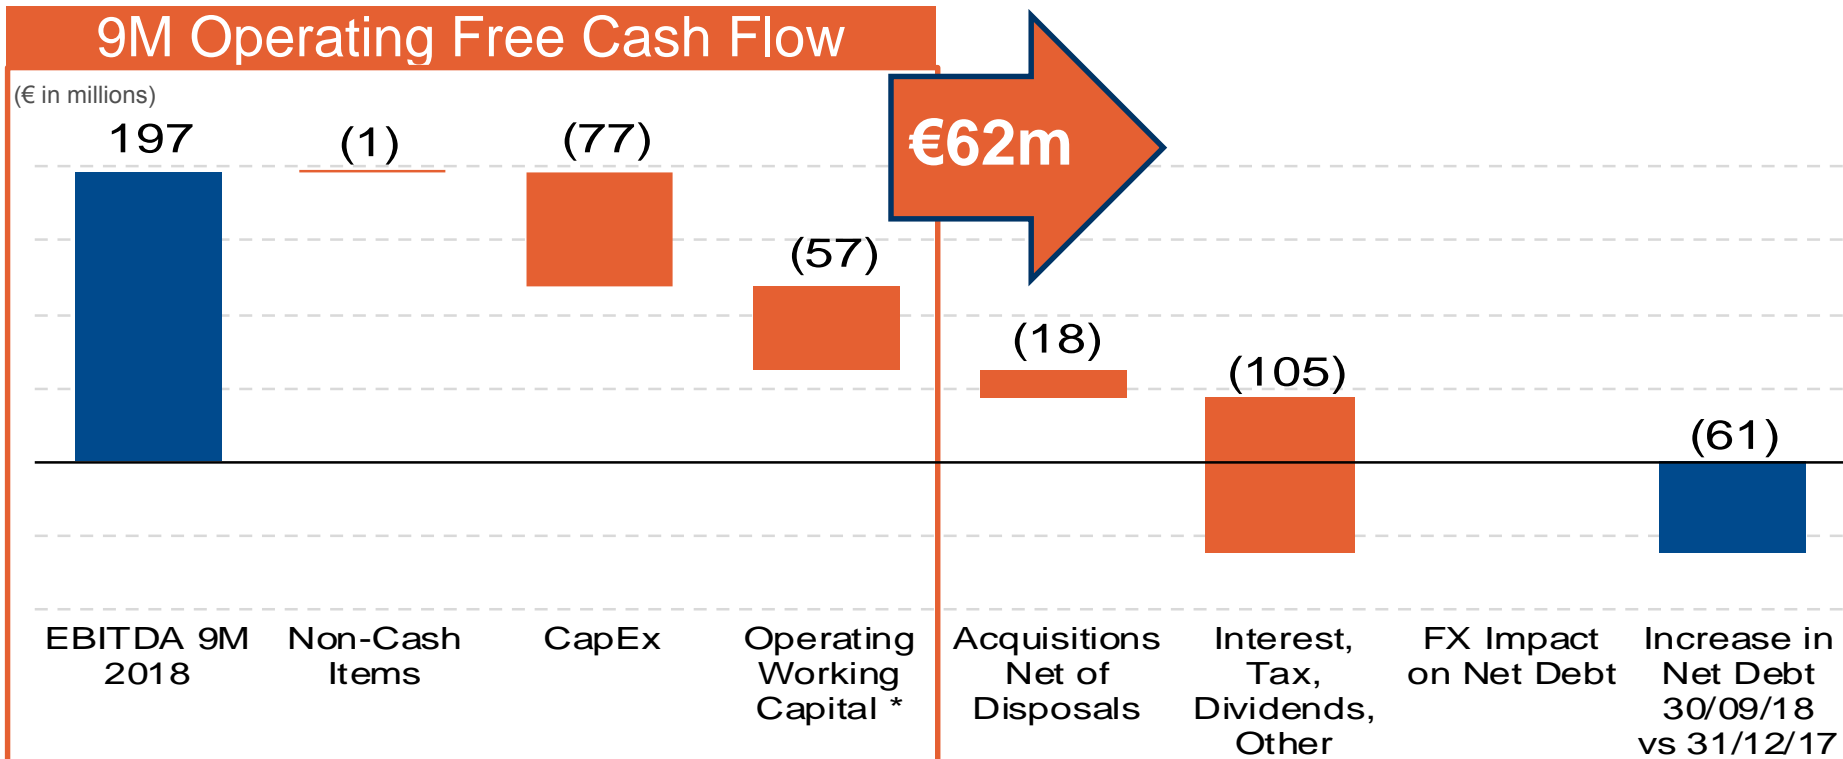 9M Operating Free Cash Flow
(€ in millions)
197
(1)
(77)
(57)
€62m
(18)
(105)
(61)
EBITDA 9M
2018
Non-Cash
Items
CapEx
Operating
Working
Capital *
Acquisitions
Net of
Disposals
Interest,
Tax,
Dividends,
Other
FX Impact
on Net Debt
Increase in
Net Debt
30/09/18
vs 31/12/17